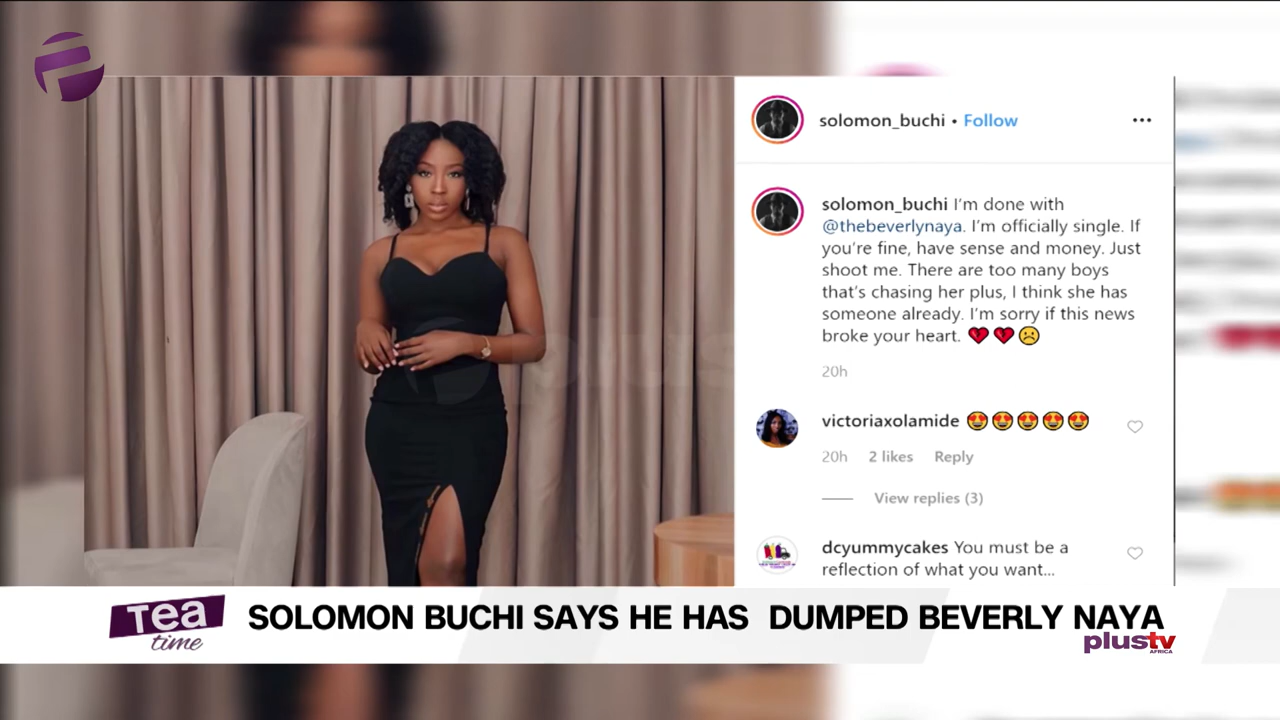 solomon_buchi • Follow
solomon_buchi I'm done with
@thebeverlynaya. I'm officially single. If
you're fine, have sense and money. Just
shoot me. There are too many boys
that's chasing her plus, I think she has
someone already. I'm sorry if this news
broke your heart. 💔 💔 ☹️
20h
victoriaxolamide 😍 😍 😍 😍 😍
20h 2 likes Reply
View replies (3)
dcyummycakes You must be a
reflection of what you want...
plustv
Tea
time
SOLOMON BUCHI SAYS HE HAS DUMPED BEVERLY NAYA
plustv
AFRICA